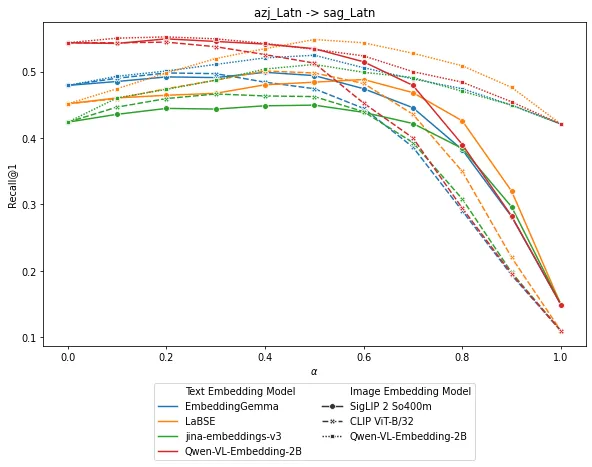 azj_Latn -> sag_Latn
Recall@1
0.5
0.4
0.3
0.2
0.1
0.0
0.2
0.4
0.6
0.8
1.0
α
Text Embedding Model
EmbeddingGemma
LaBSE
jina-embeddings-v3
Qwen-VL-Embedding-2B
Image Embedding Model
SigLIP 2 So400m
CLIP ViT-B/32
Qwen-VL-Embedding-2B